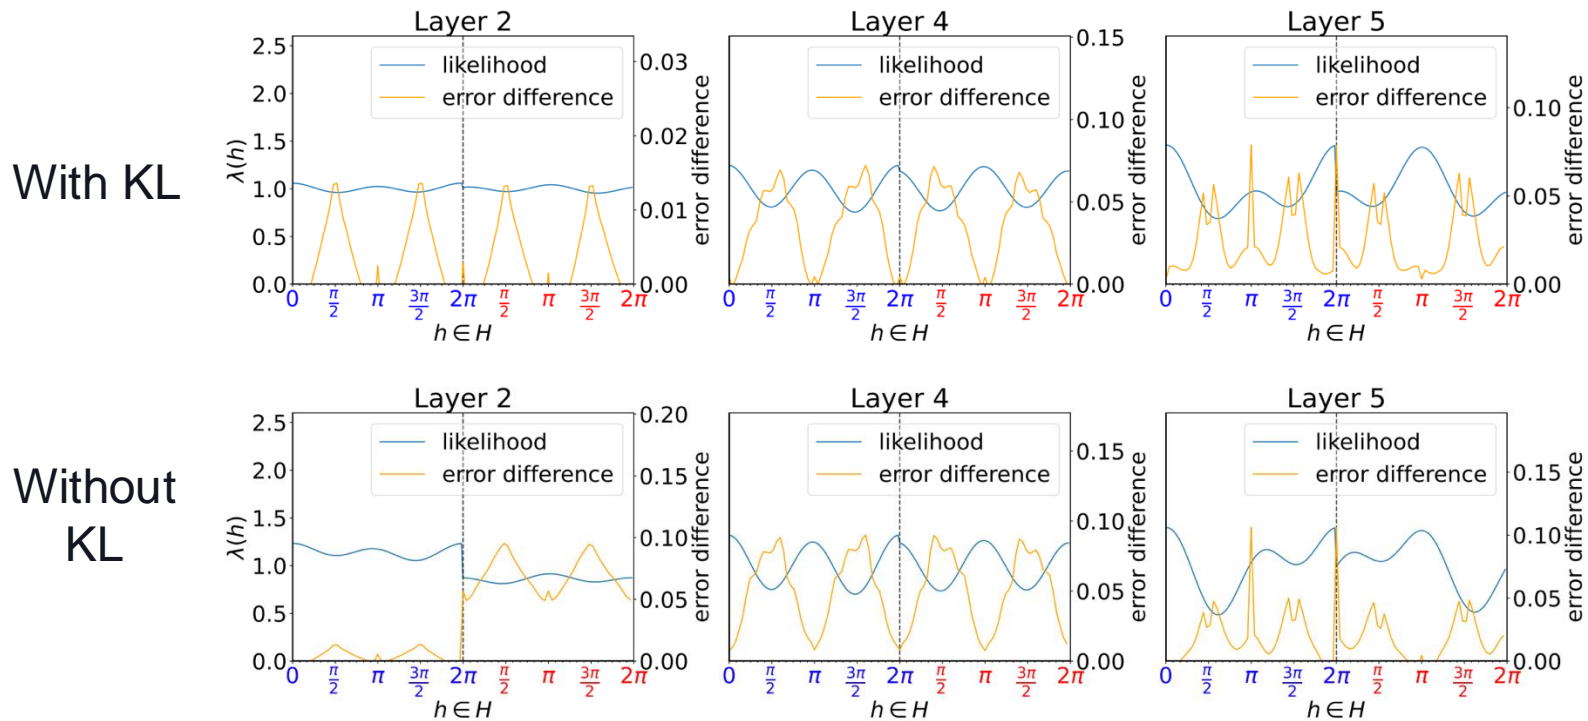 With KL
Layer 2
2.5
2.0
1.5
1.0
0.5
0.0
λ(h)
likelihood
error difference
0.03
0.02
0.01
0.00
error difference
0 π/2 π 3π/2 2π π/2 π 3π/2 2π
h ∈ H
Layer 4
likelihood
error difference
0.15
0.10
0.05
0.00
error difference
0 π/2 π 3π/2 2π π/2 π 3π/2 2π
h ∈ H
Layer 5
likelihood
error difference
0.10
0.05
0.00
error difference
0 π/2 π 3π/2 2π π/2 π 3π/2 2π
h ∈ H
Without
KL
Layer 2
2.5
2.0
1.5
1.0
0.5
0.0
λ(h)
likelihood
error difference
0.20
0.15
0.10
0.05
0.00
error difference
0 π/2 π 3π/2 2π π/2 π 3π/2 2π
h ∈ H
Layer 4
likelihood
error difference
0.15
0.10
0.05
0.00
error difference
0 π/2 π 3π/2 2π π/2 π 3π/2 2π
h ∈ H
Layer 5
likelihood
error difference
0.15
0.10
0.05
0.00
error difference
0 π/2 π 3π/2 2π π/2 π 3π/2 2π
h ∈ H